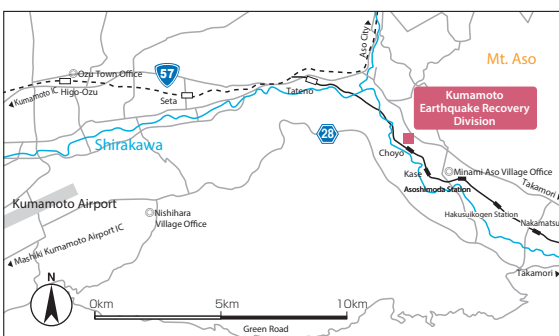 Aso City
Mt. Aso
Ozu Town Office
57
Kumamoto IC
Higo-Ozu
Seta
Tateno
Kumamoto
Earthquake Recovery
Division
Shirakawa
28
Choyo
Kase
Minami Aso Village Office
Asoshimoda Station
Takamori
Kumamoto Airport
Nishihara
Village Office
Hakusuikogen Station
Nakamatsu
Mashiki Kumamoto Airport IC
Takamori
N
0km
5km
10km
Green Road